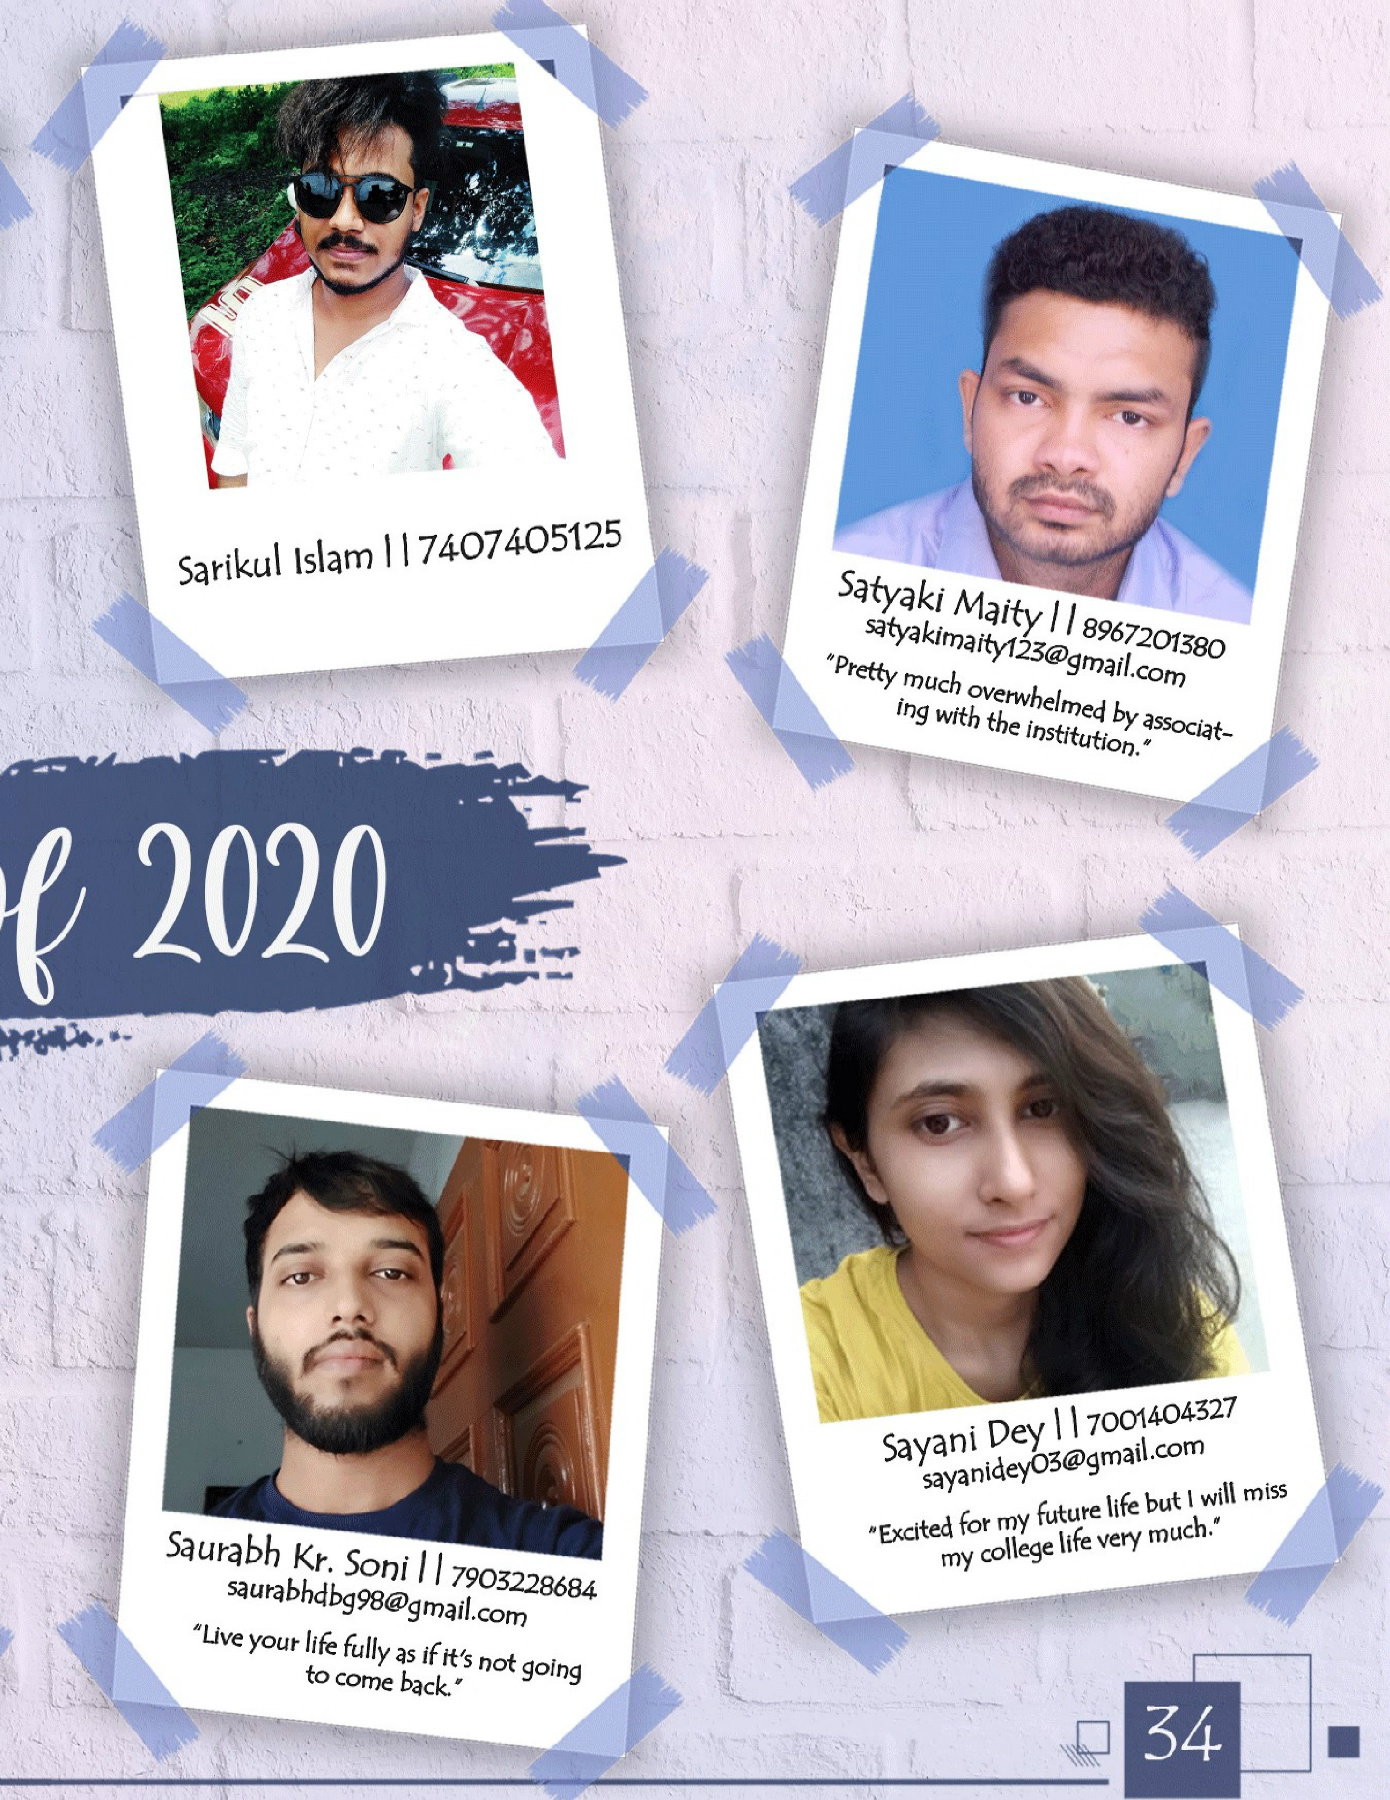 Sarikul Islam || 7407405125
Satyaki Maity || 8967201380
satyakimaity123@gmail.com
"Pretty much overwhelmed by associat-
ing with the institution."
of 2020
Saurabh Kr. Soni || 7903228684
saurabhdbg98@gmail.com
"Live your life fully as if it's not going
to come back."
Sayani Dey || 7001404327
sayanidey03@gmail.com
"Excited for my future life but I will miss
my college life very much."
34